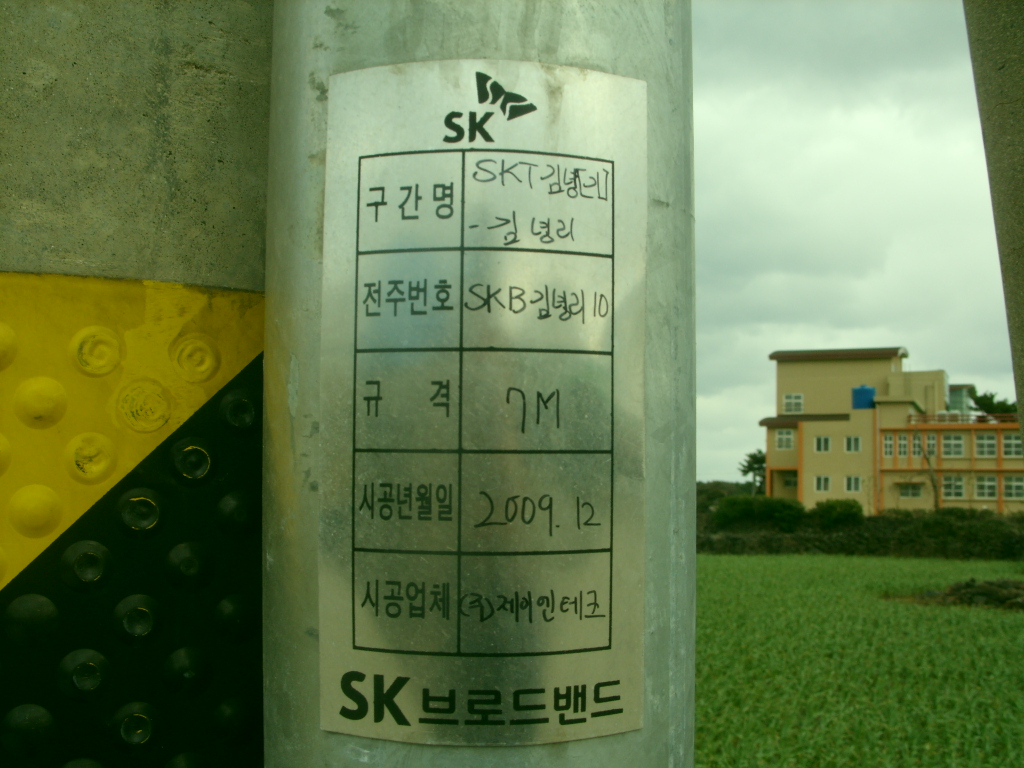 SK
구간명 SKT김녕리
-김녕리
전주번호 SKB김녕리10
규격 7M
시공년월일 2009.12
시공업체 (주)제이인테크
SK브로드밴드